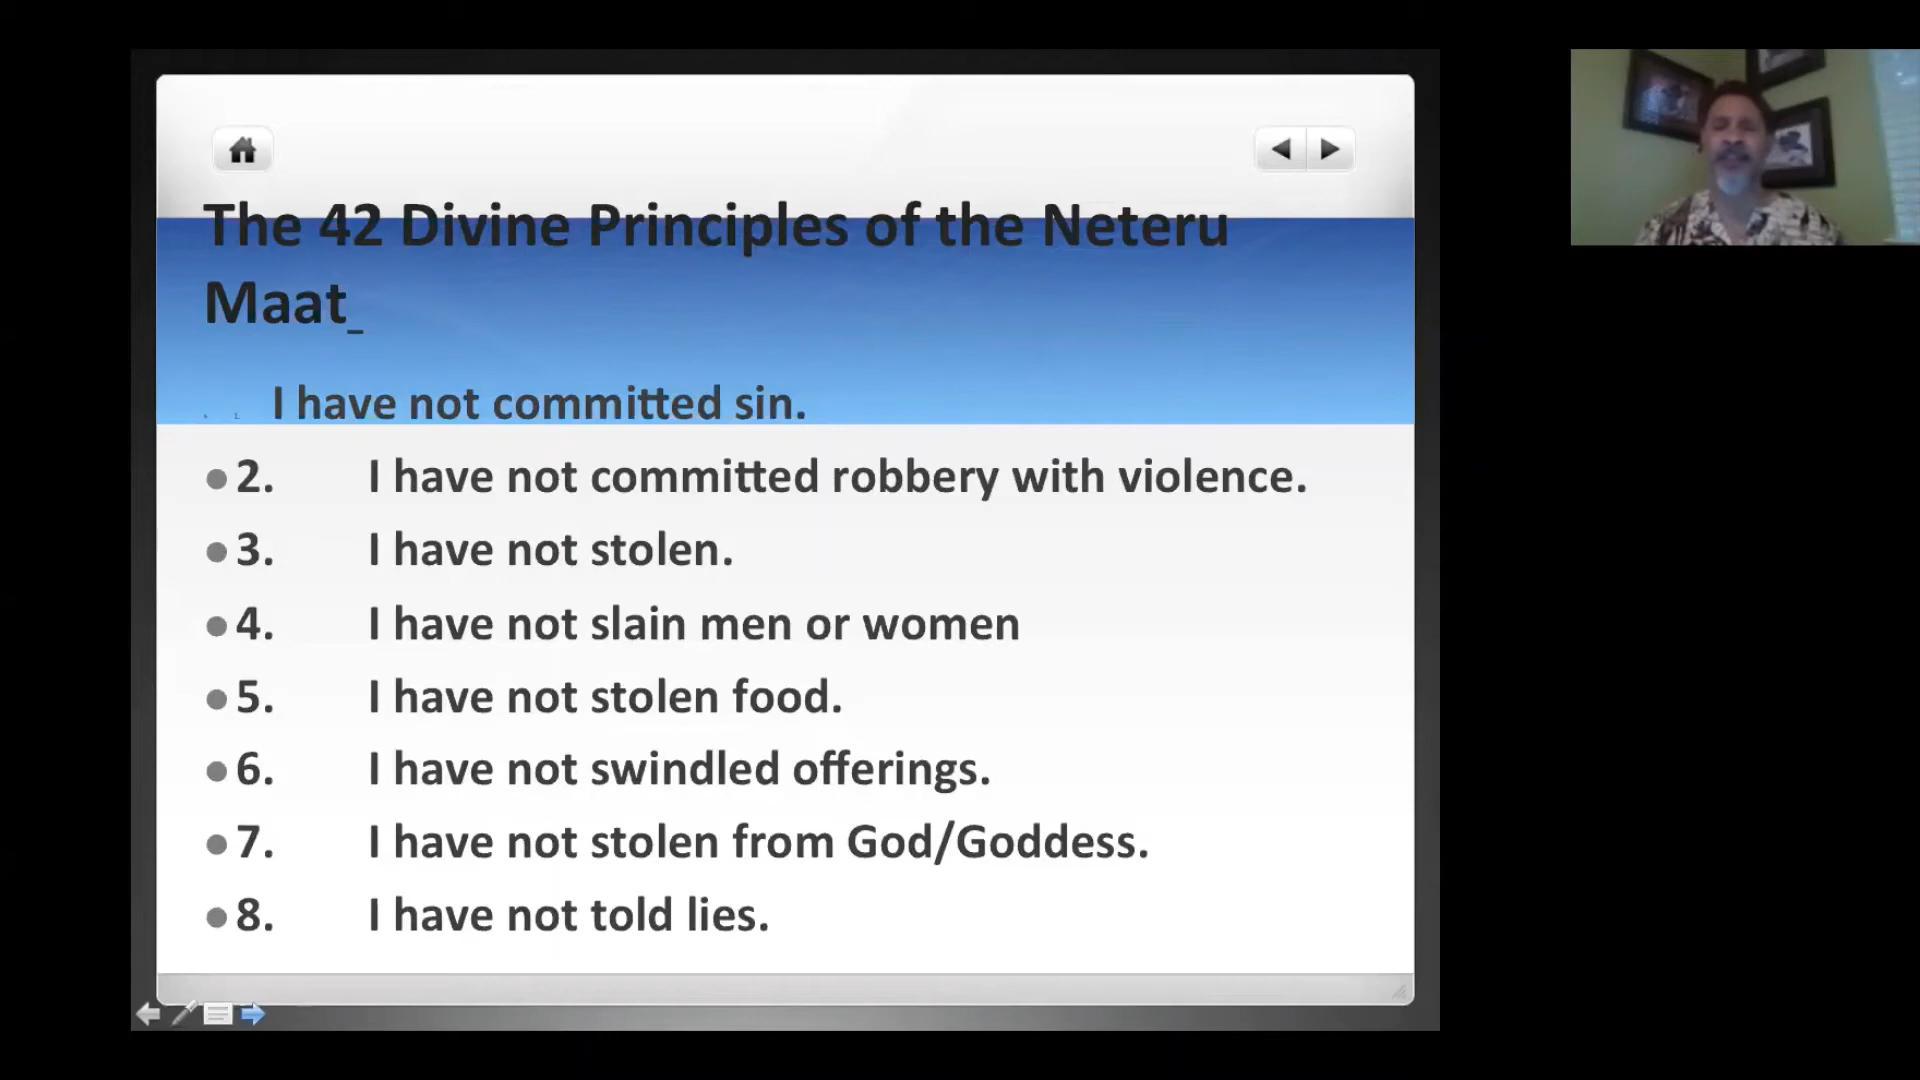 The 42 Divine Principles of the Neteru
Maat_
1. I have not committed sin.
2. I have not committed robbery with violence.
3. I have not stolen.
4. I have not slain men or women
5. I have not stolen food.
6. I have not swindled offerings.
7. I have not stolen from God/Goddess.
8. I have not told lies.